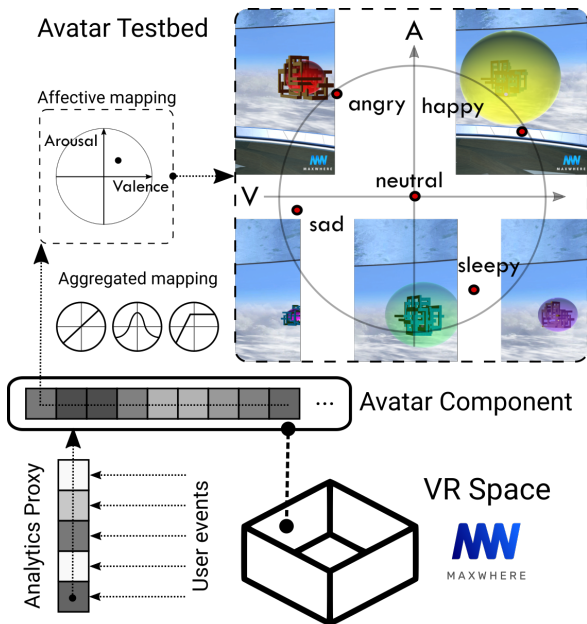 Avatar Testbed
Affective mapping
Arousal
Valence
A
angry
happy
MAXWHERE
MAXWHERE
neutral
V
sad
sleepy
Aggregated mapping
...
Avatar Component
Analytics Proxy
User events
VR Space
MAXWHERE